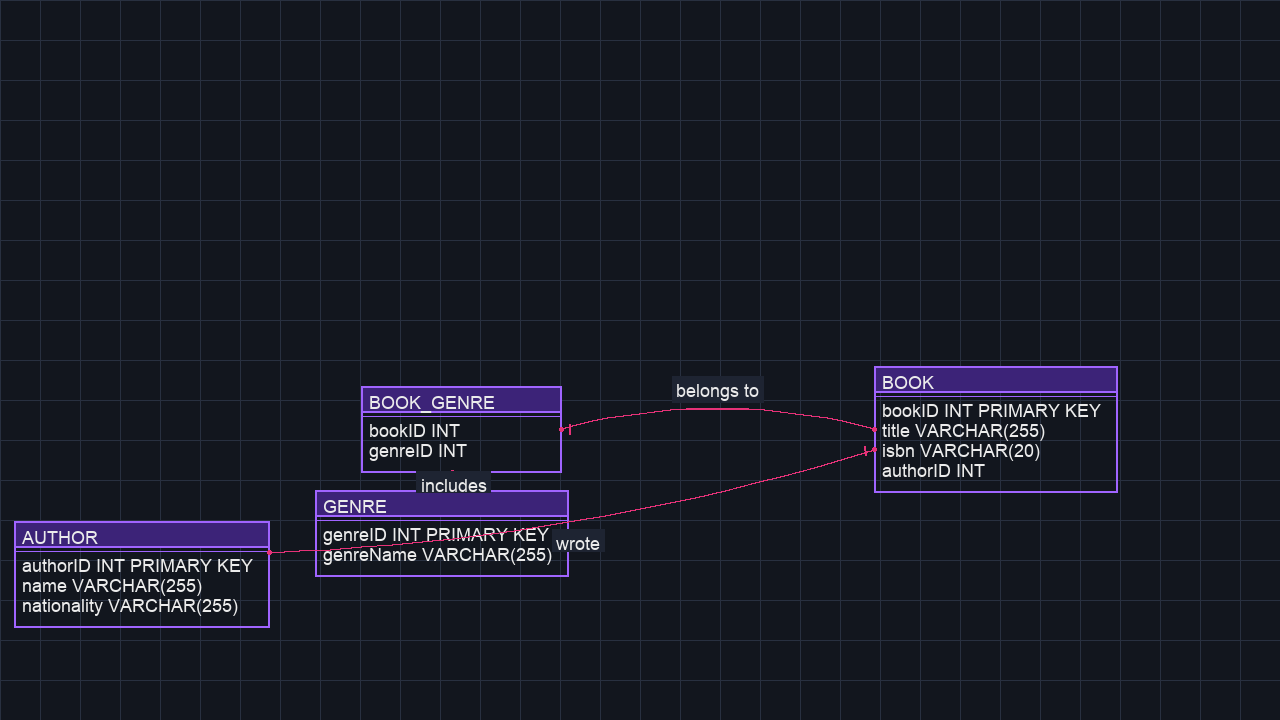 BOOK
bookID INT PRIMARY KEY
title VARCHAR(255)
isbn VARCHAR(20)
authorID INT
belongs to
BOOK_GENRE
bookID INT
genreID INT
includes
GENRE
genreID INT PRIMARY KEY
genreName VARCHAR(255)
wrote
AUTHOR
authorID INT PRIMARY KEY
name VARCHAR(255)
nationality VARCHAR(255)